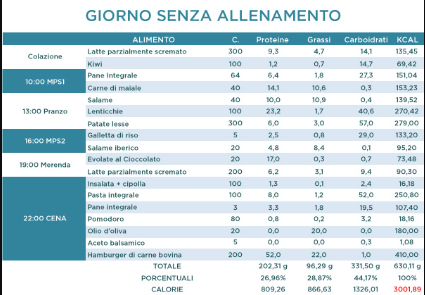 GIORNO SENZA ALLENAMENTO
ALIMENTO C. Proteine Grassi Carboidrati KCAL
Colazione
Latte parzialmente scremato 300 9,3 4,7 14,1 135,45
Kiwi 100 1,2 0,7 14,7 69,42
10:00 MPS1
Pane integrale 64 6,4 1,8 27,3 151,04
Carne di maiale 40 14,1 10,6 0,3 153,23
13:00 Pranzo
Salame 40 10,0 10,9 0,4 139,52
Lenticchie 100 23,2 1,7 40,6 270,42
Patate lesse 300 6,0 3,0 57,0 279,00
16:00 MPS2
Galletta di riso 5 2,5 0,8 29,0 133,20
Salame iberico 20 4,8 8,4 0,1 95,20
19:00 Merenda
Evolate al Cioccolato 20 17,0 0,3 0,7 73,48
Latte parzialmente scremato 200 6,2 3,1 9,4 90,30
22:00 CENA
Insalata + cipolla 100 1,3 0,1 2,4 16,18
Pasta integrale 100 8,0 1,2 52,0 250,80
Pane integrale 3 3,3 1,8 19,5 107,40
Pomodoro 80 0,8 0,2 3,2 18,16
Olio d'oliva 20 0,0 20,0 0,0 180,00
Aceto balsamico 5 0,0 0,0 0,3 1,08
Hamburger di carne bovina 200 52,0 22,0 1,0 410,00
TOTALE 202,31 g 96,29 g 331,50 g 630,11 g
PORCENTUALI 26,96% 28,87% 44,17% 100%
CALORIE 809,26 866,63 1326,01 3001,89